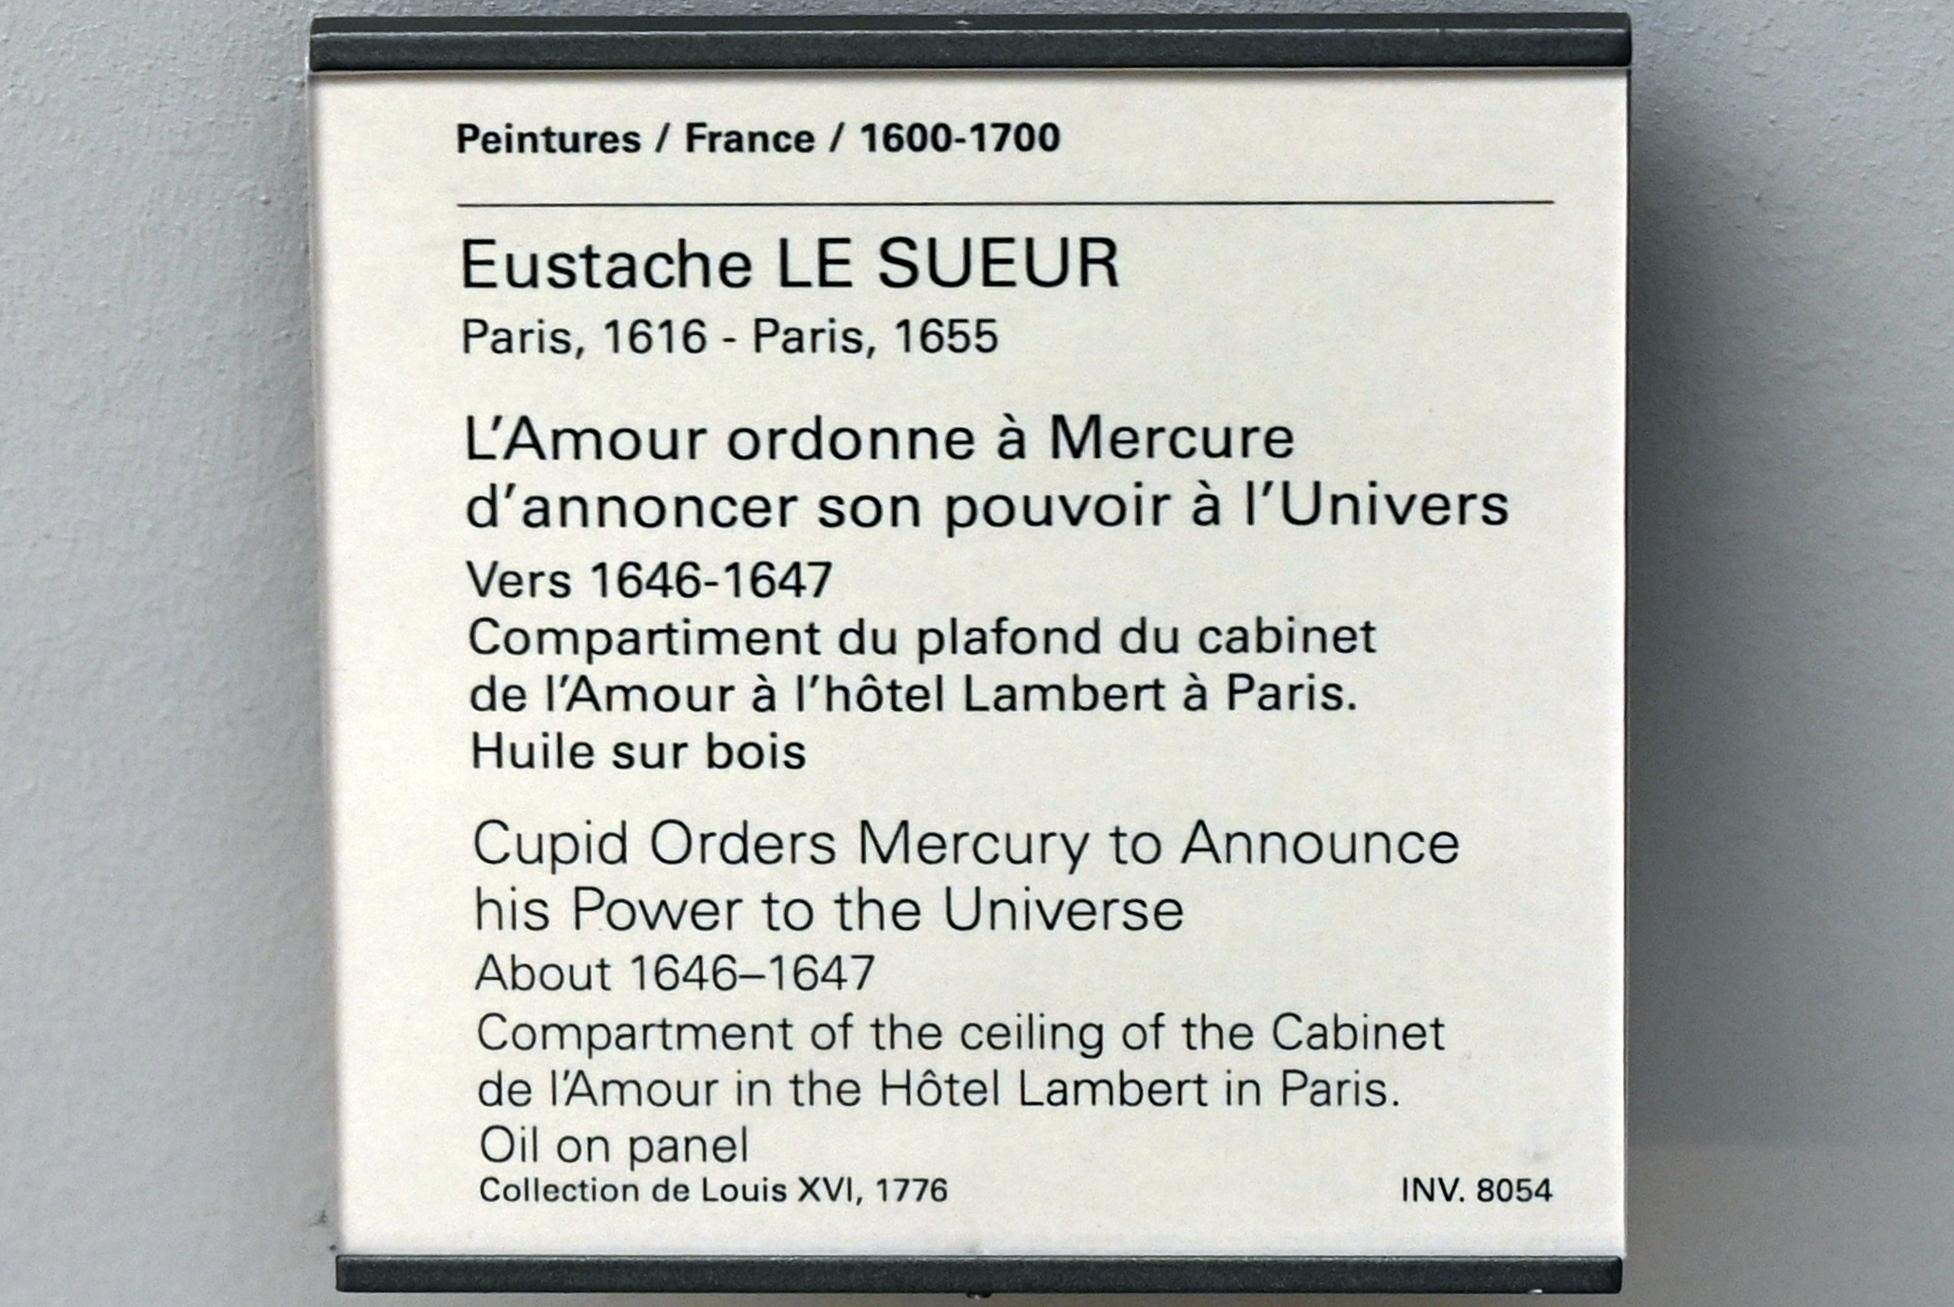 Peintures / France / 1600-1700
Eustache LE SUEUR
Paris, 1616 - Paris, 1655
L’Amour ordonne à Mercure
d’annoncer son pouvoir à l’Univers
Vers 1646-1647
Compartiment du plafond du cabinet
de l’Amour à l’hôtel Lambert à Paris.
Huile sur bois
Cupid Orders Mercury to Announce
his Power to the Universe
About 1646–1647
Compartment of the ceiling of the Cabinet
de l’Amour in the Hôtel Lambert in Paris.
Oil on panel
Collection de Louis XVI, 1776 INV. 8054